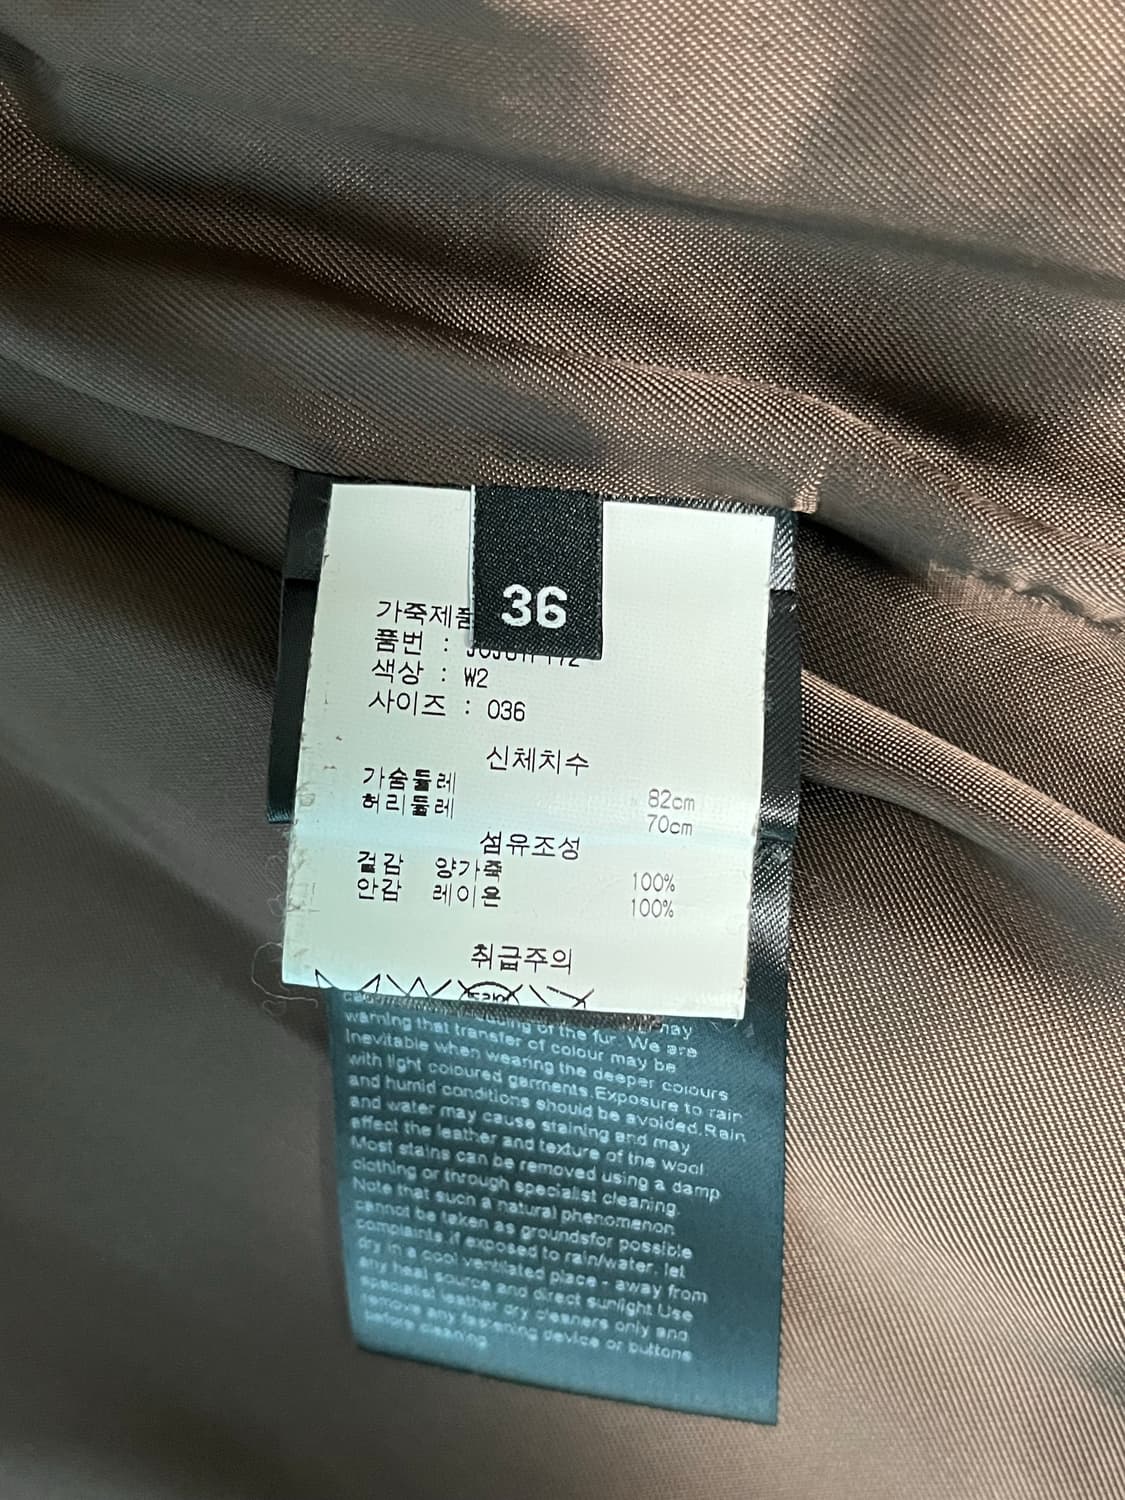 36
가죽제품
품번 :
색상 : W2
사이즈 : 036
신체치수
가슴둘레 82cm
허리둘레 70cm
섬유조성
겉감 양가죽 100%
안감 레이온 100%
취급주의
of the fur. We are
warning that transfer of colour may be
inevitable when wearing the deeper colours
with light coloured garments.Exposure to rain
and humid conditions should be avoided.Rain
and water may cause staining and may
affect the leather and texture of the wool
Most stains can be removed using a damp
clothing or through specialist cleaning.
Note that such a natural phenomenon
cannot be taken as groundsfor possible
complaints.if exposed to rain/water, let
dry in a cool ventilated place - away from
any heat source and direct sunlight.Use
specialist leather dry cleaners only and
remove any fastening device or buttons
before cleaning.